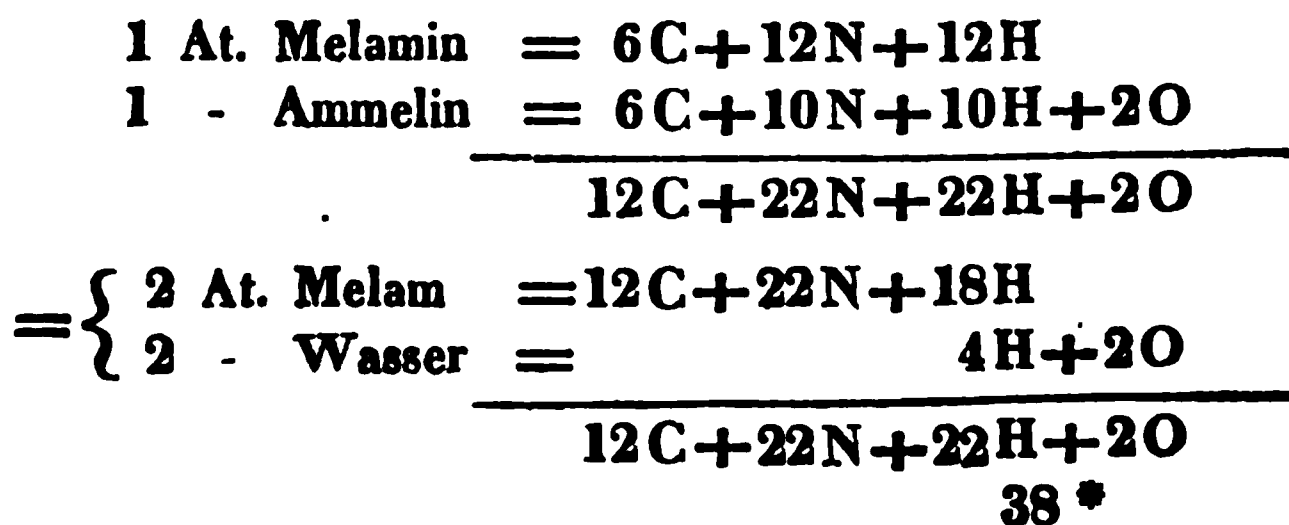 1 At. Melamin = 6C+12N+12H
1 - Ammelin = 6C+10N+10H+2O
12C+22N+22H+2O
={ 2 At. Melam =12C+22N+18H
2 - Wasser = 4H+2O
12C+22N+22H+2O
38 *